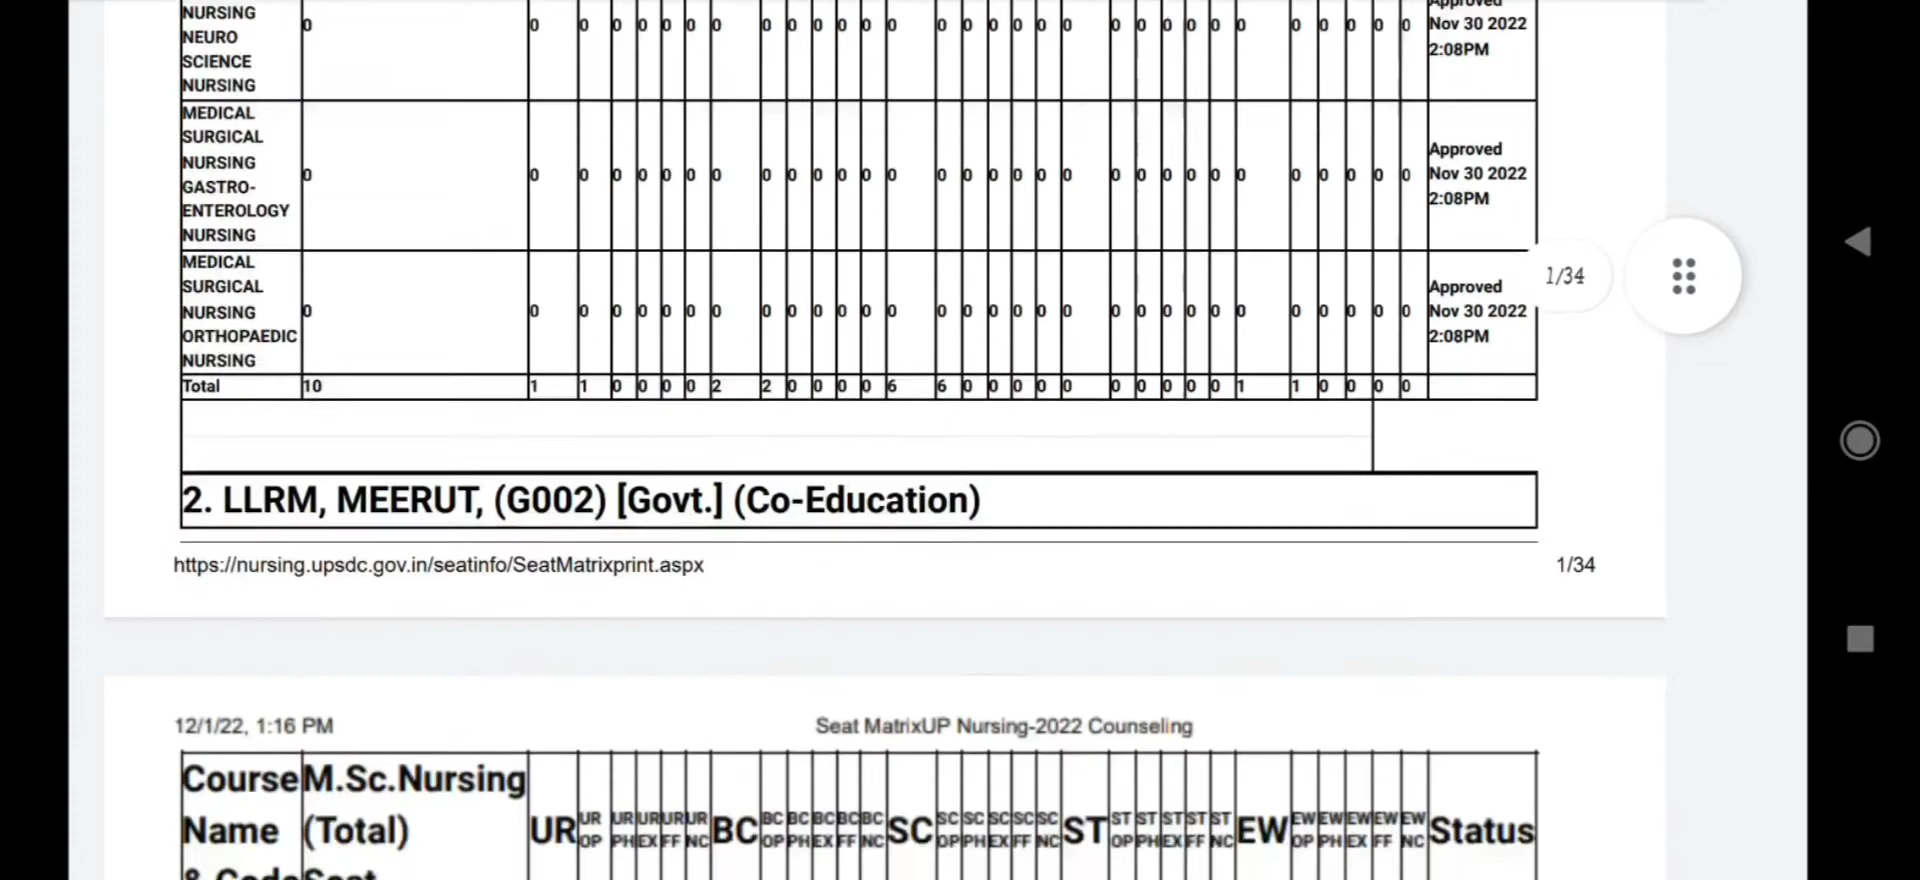 NURSING
NEURO
SCIENCE
NURSING
0 0 0 0 0 0 0 0 0 0 0 0 0 0 0 0 0 0 0 0 0 0 0 0 0 0 0 0 0 0 0
Approved
Nov 30 2022
2:08PM
MEDICAL
SURGICAL
NURSING
GASTRO-
ENTEROLOGY
NURSING
0 0 0 0 0 0 0 0 0 0 0 0 0 0 0 0 0 0 0 0 0 0 0 0 0 0 0 0 0 0 0
Approved
Nov 30 2022
2:08PM
MEDICAL
SURGICAL
NURSING
ORTHOPAEDIC
NURSING
0 0 0 0 0 0 0 0 0 0 0 0 0 0 0 0 0 0 0 0 0 0 0 0 0 0 0 0 0 0 0
Approved
Nov 30 2022
2:08PM
1/34
Total 10 1 1 0 0 0 0 2 2 0 0 0 0 6 6 0 0 0 0 0 0 0 0 0 0 1 1 0 0 0 0
2. LLRM, MEERUT, (G002) [Govt.] (Co-Education)
https://nursing.upsdc.gov.in/seatinfo/SeatMatrixprint.aspx 1/34
12/1/22, 1:16 PM Seat MatrixUP Nursing-2022 Counseling
Course M.Sc.Nursing
Name (Total) UR UR OP UR PH UR EX UR FF UR NC BC BC OP BC PH BC EX BC FF BC NC SC SC OP SC PH SC EX SC FF SC NC ST ST OP ST PH ST EX ST FF ST NC EW EW OP EW PH EW EX EW FF EW NC Status
& Code Seat